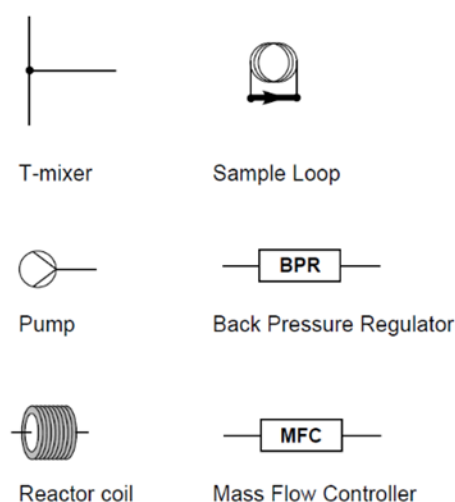 T-mixer
Sample Loop
BPR
Pump
Back Pressure Regulator
MFC
Reactor coil
Mass Flow Controller